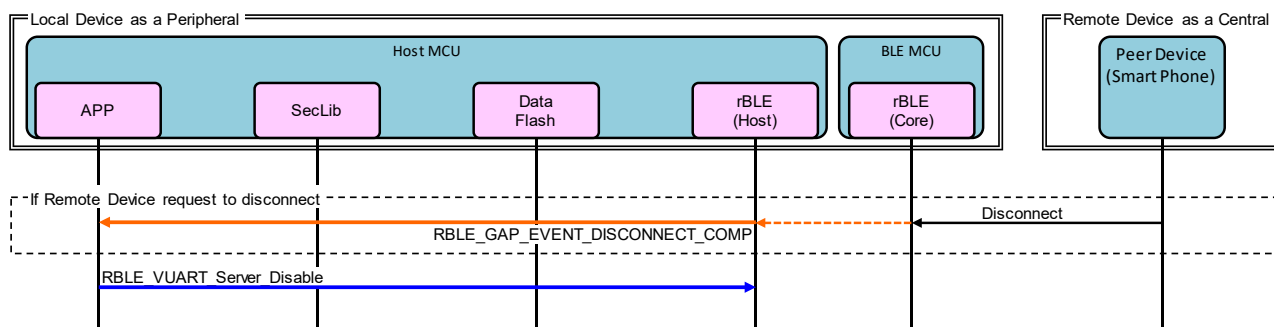 Local Device as a Peripheral
Remote Device as a Central
Host MCU
BLE MCU
Peer Device
(Smart Phone)
APP
SecLib
Data
Flash
rBLE
(Host)
rBLE
(Core)
If Remote Device request to disconnect
Disconnect
RBLE_GAP_EVENT_DISCONNECT_COMP
RBLE_VUART_Server_Disable